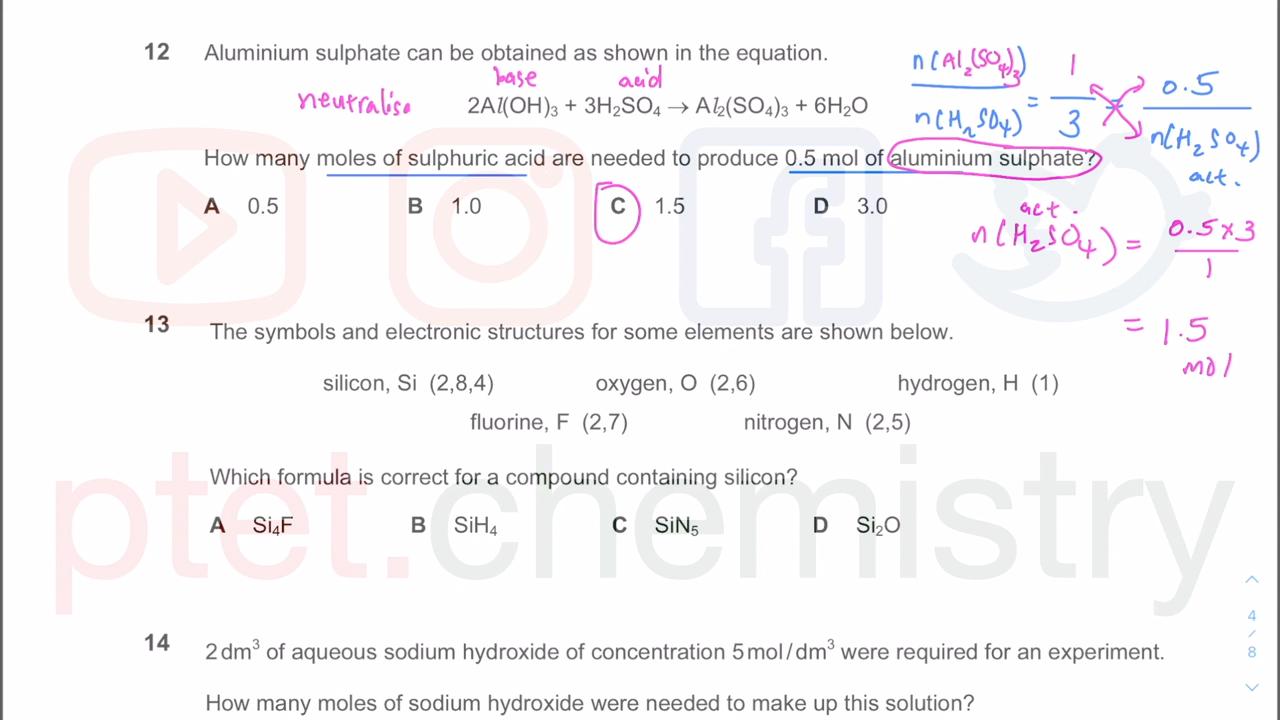 12 Aluminium sulphate can be obtained as shown in the equation.
base acid
neutralise 2Al(OH)₃ + 3H₂SO₄ → Al₂(SO₄)₃ + 6H₂O
n(Al₂(SO₄)₃) / n(H₂SO₄) = 1 / 3 = 0.5 / n(H₂SO₄) act.
How many moles of sulphuric acid are needed to produce 0.5 mol of aluminium sulphate?
A 0.5 B 1.0 C 1.5 D 3.0
act. n(H₂SO₄) = 0.5 x 3 / 1
= 1.5 mol
13 The symbols and electronic structures for some elements are shown below.
silicon, Si (2,8,4) oxygen, O (2,6) hydrogen, H (1)
fluorine, F (2,7) nitrogen, N (2,5)
Which formula is correct for a compound containing silicon?
A Si₄F B SiH₄ C SiN₅ D Si₂O
ptet.chemistry
14 2 dm³ of aqueous sodium hydroxide of concentration 5 mol / dm³ were required for an experiment.
How many moles of sodium hydroxide were needed to make up this solution?
4
/
8